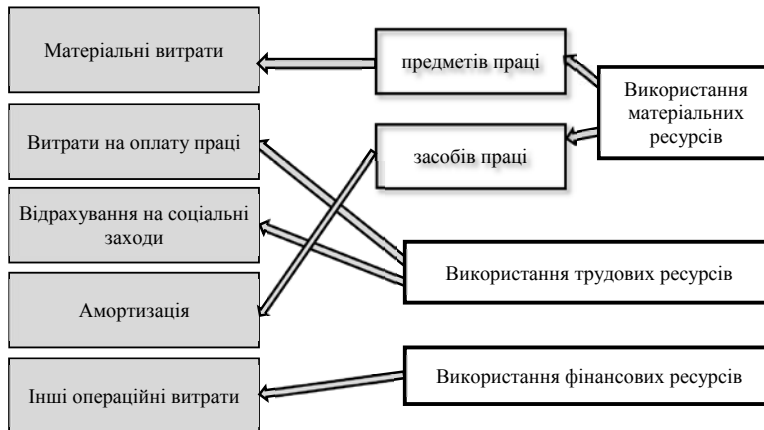 Матеріальні витрати
Витрати на оплату праці
Відрахування на соціальні
заходи
Амортизація
Інші операційні витрати
предметів праці
засобів праці
Використання
матеріальних
ресурсів
Використання трудових ресурсів
Використання фінансових ресурсів